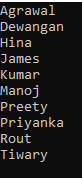 Agrawal
Dewangan
Hina
James
Kumar
Manoj
Preety
Priyanka
Rout
Tiwary